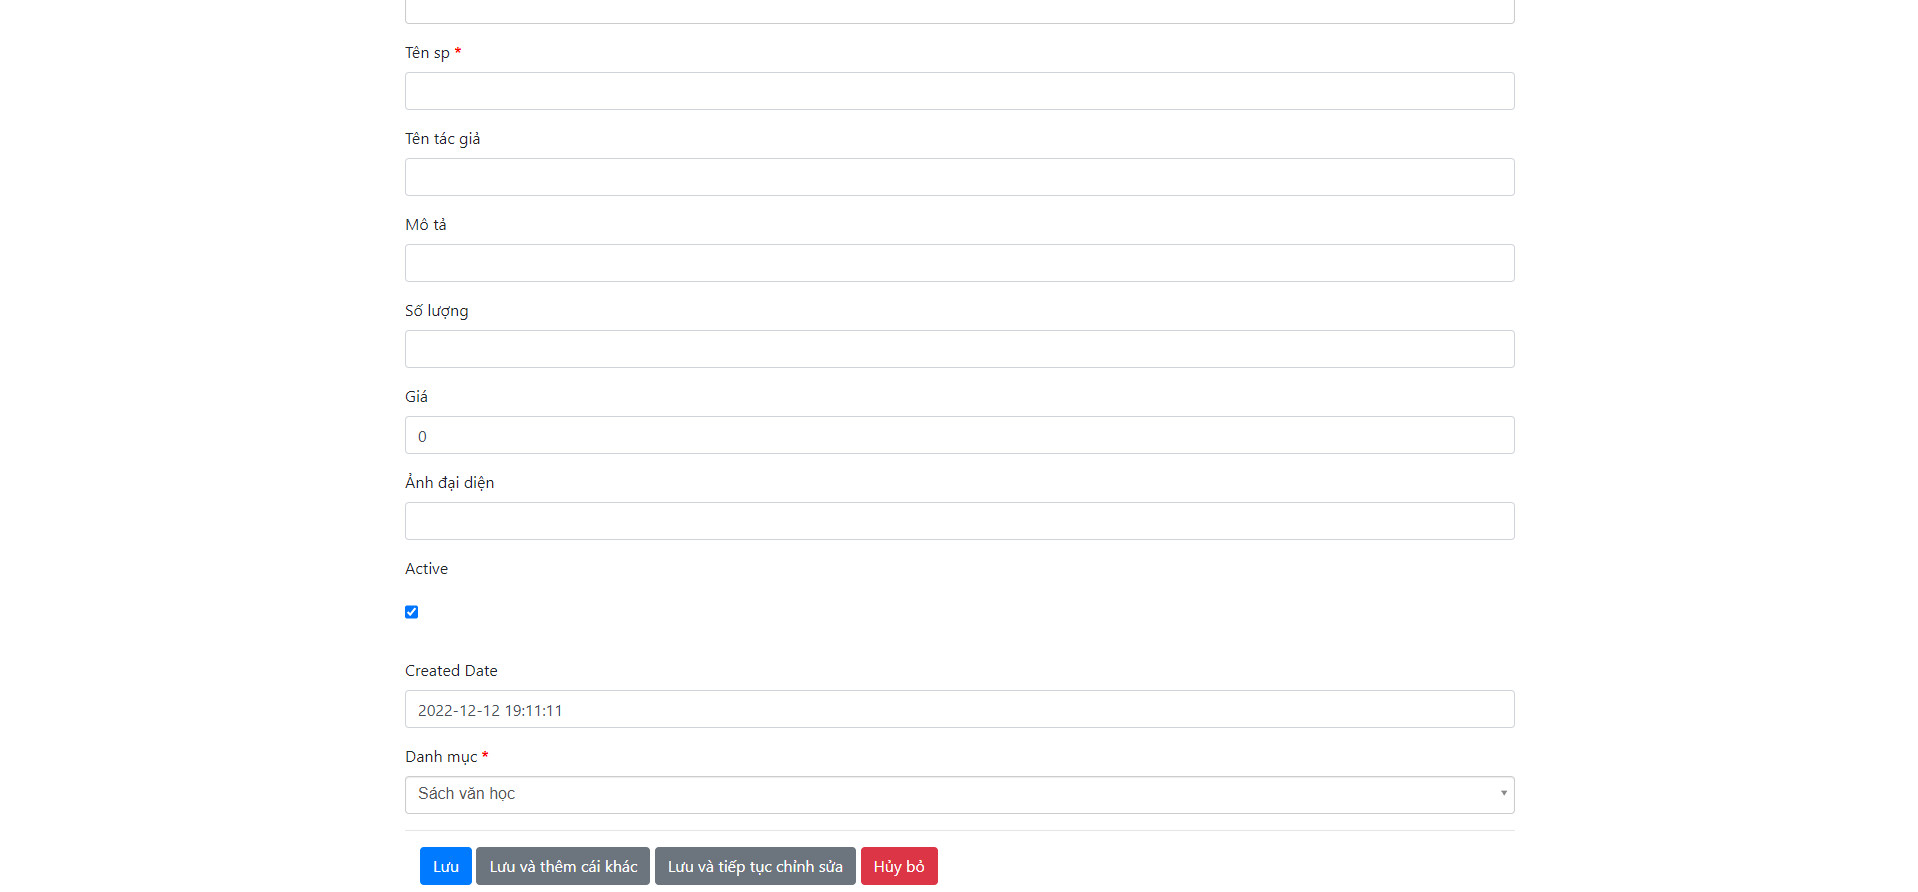 Tên sp *
Tên tác giả
Mô tả
Số lượng
Giá
0
Ảnh đại diện
Active
Created Date
2022-12-12 19:11:11
Danh mục *
Sách văn học
Lưu Lưu và thêm cái khác Lưu và tiếp tục chỉnh sửa Hủy bỏ